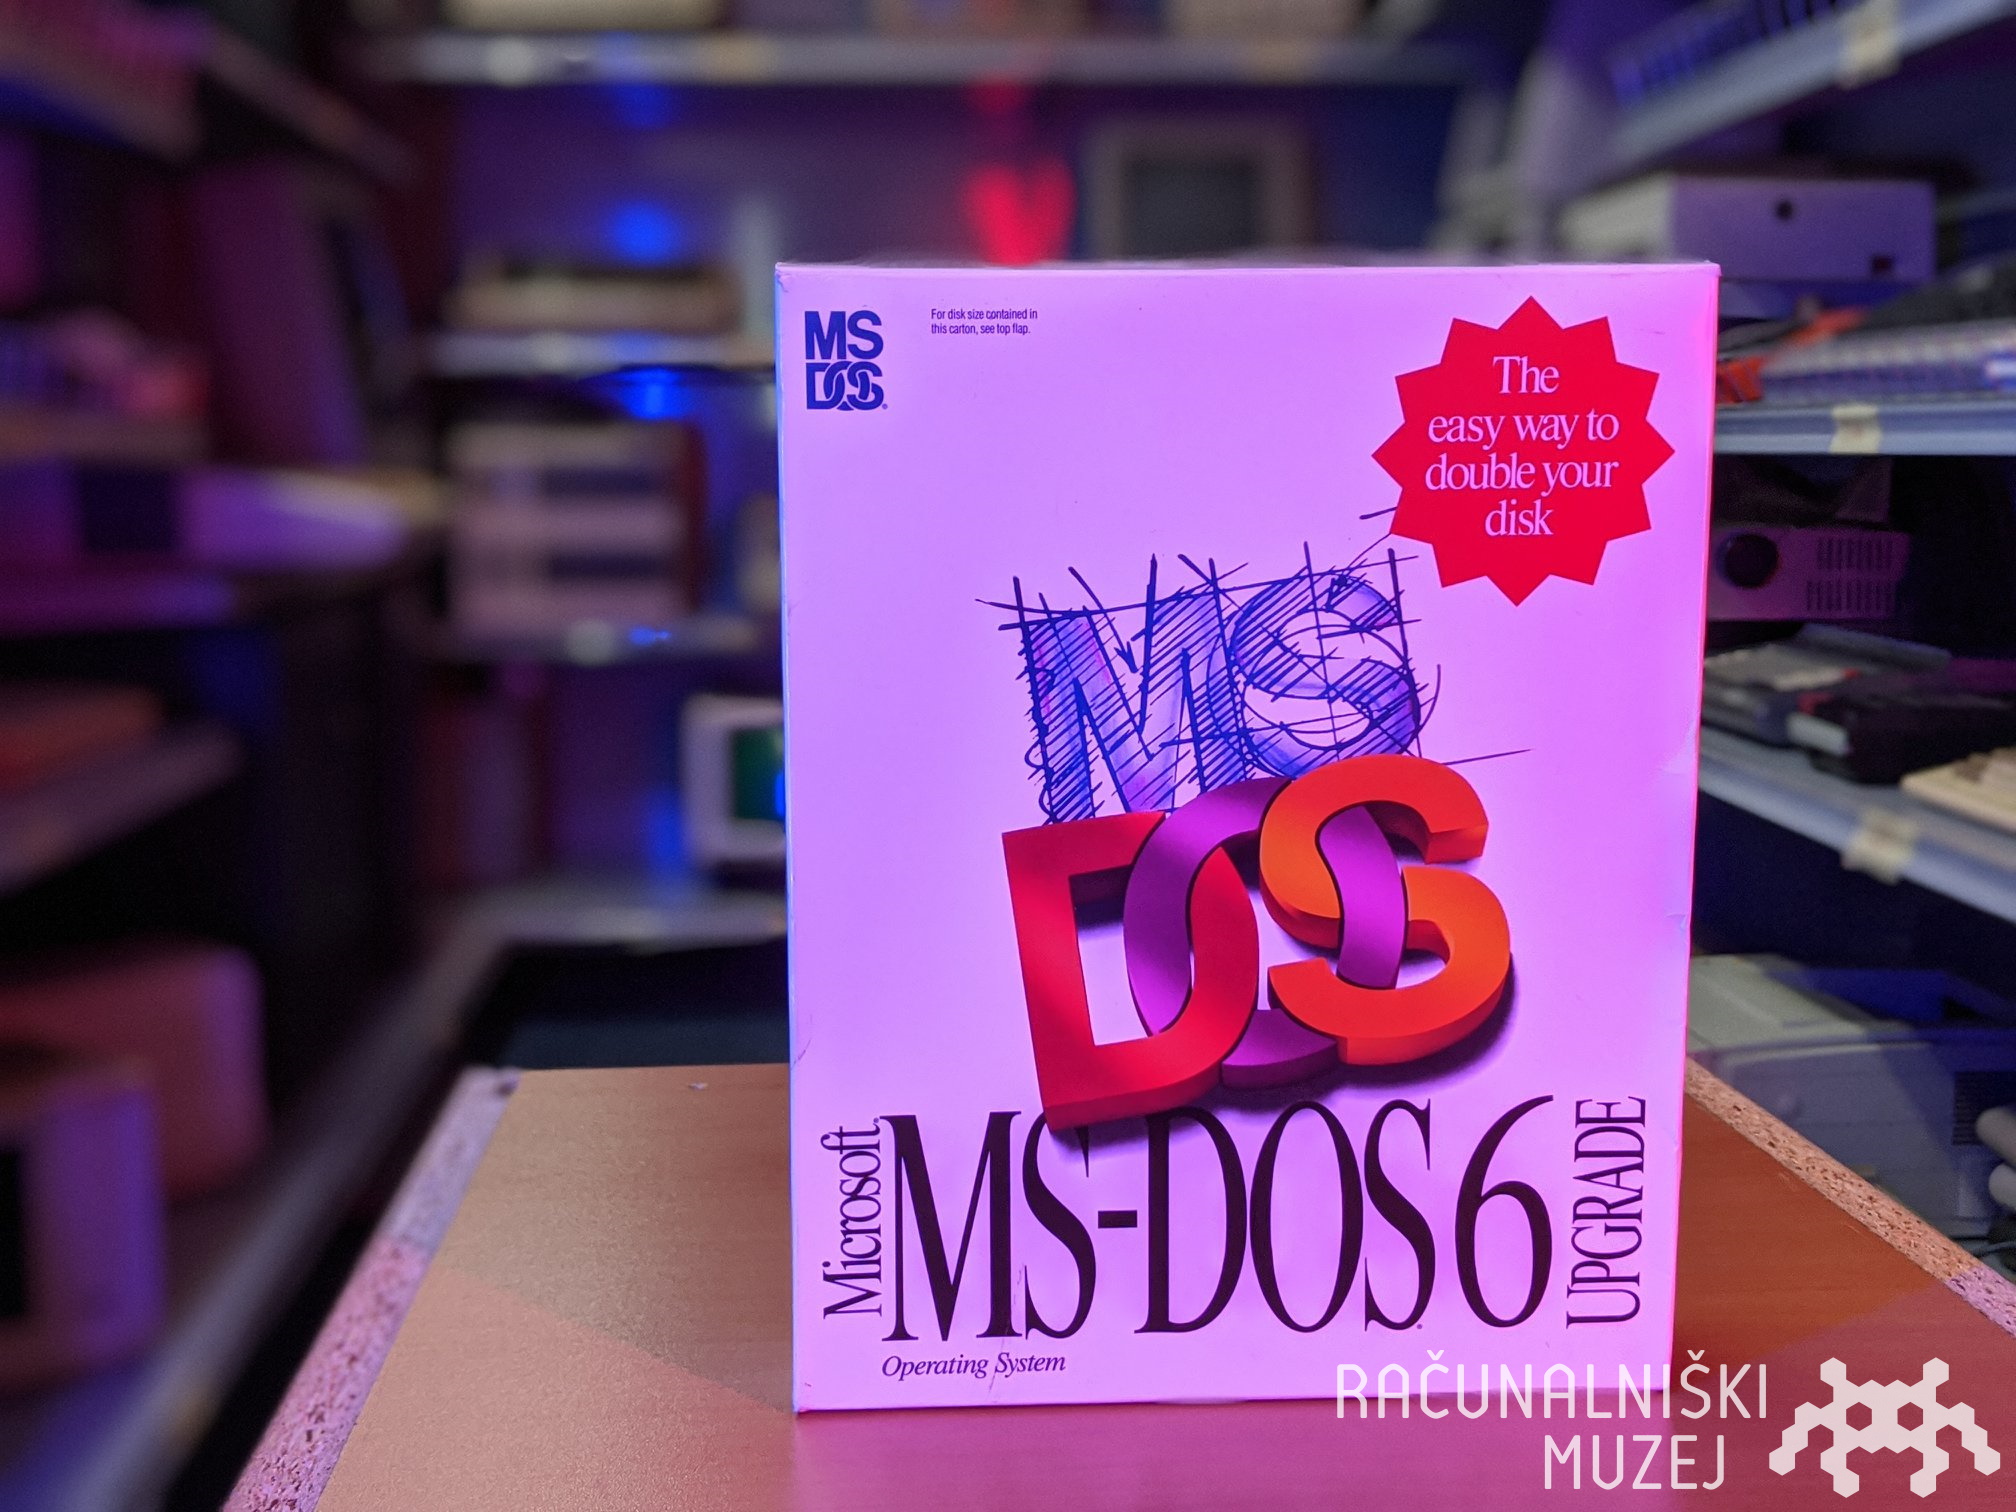 MS
DOS®
For disk size contained in
this carton, see top flap.
The
easy way to
double your
disk
MS
DOS
Microsoft®
MS-DOS® 6
UPGRADE
Operating System
RAČUNALNIŠKI
MUZEJ